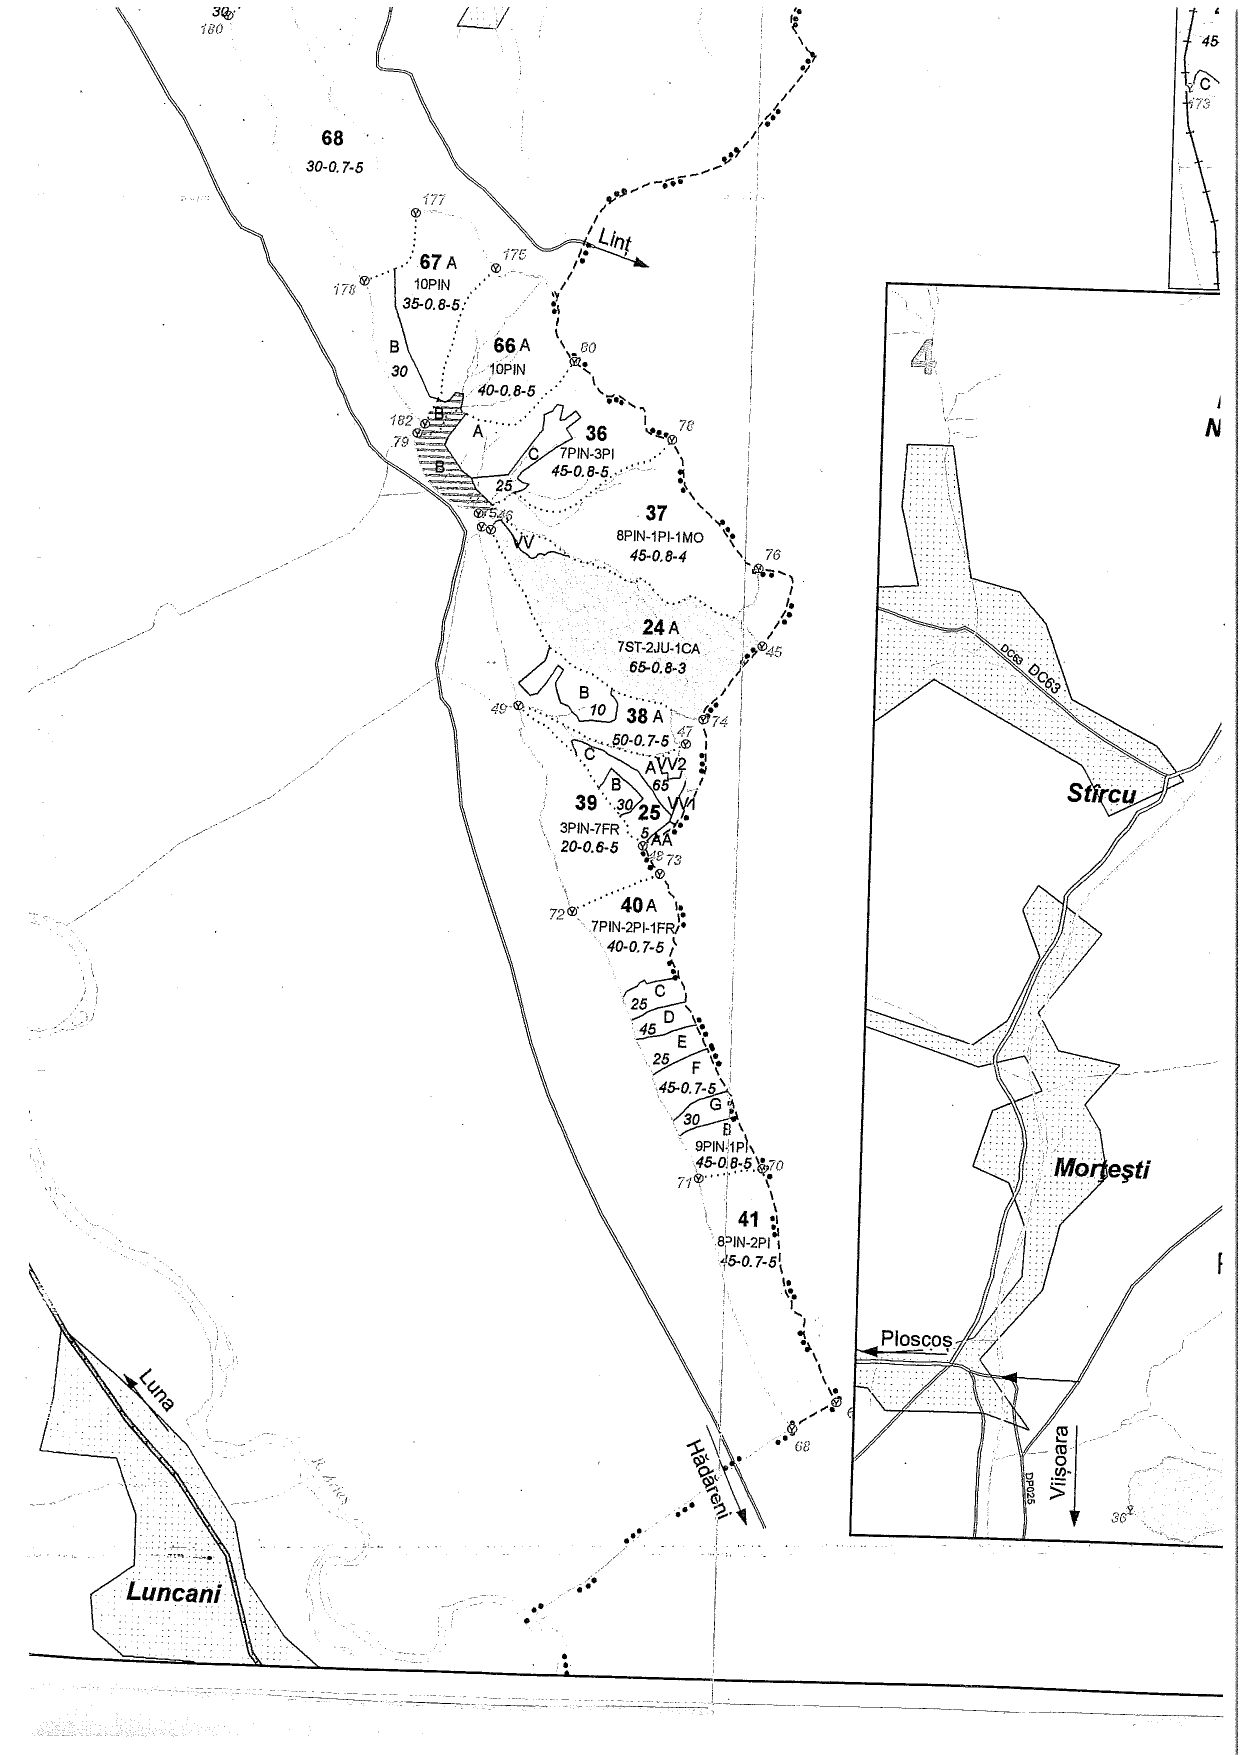 30
180
45
C
173
68
30-0.7-5
177
Linț
175
67 A
10PIN
35-0.8-5
178
B
30
66 A
10PIN
40-0.8-5
80
4
N
182
79
B
A
B
C
25
36
7PIN-3PI
45-0.8-5
78
37
8PIN-1PI-1MO
45-0.8-4
VV
76
24 A
7ST-2JU-1CA
65-0.8-3
45
DC63
DC63
B
10
49
38 A
50-0.7-5
47
74
C
A
VV2
65
B
30
25
VV1
39
3PIN-7FR
20-0.6-5
5
AA
48
73
Stîrcu
72
40 A
7PIN-2PI-1FR
40-0.7-5
C
25
D
45
E
25
F
45-0.7-5
G
30
B
9PIN-1PI
45-0.8-5
70
71
Morțești
41
8PIN-2PI
45-0.7-5
Ploscoș
Luna
68
Hădăreni
Viișoara
DP025
36
R. Arieș
Luncani